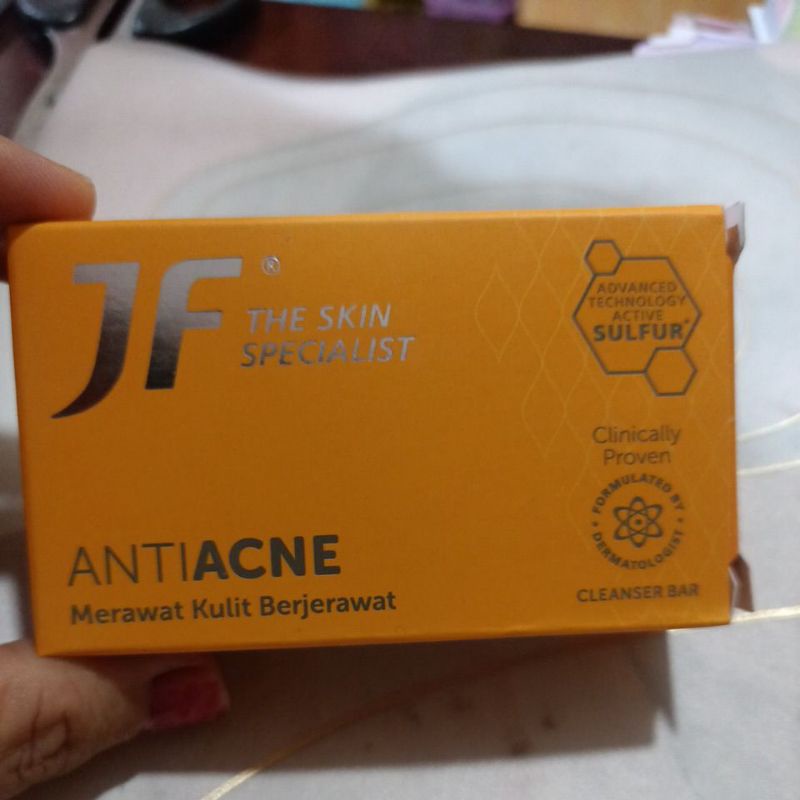 JF®
THE SKIN
SPECIALIST
ADVANCED
TECHNOLOGY
ACTIVE
SULFUR*
Clinically
Proven
FORMULATED BY
DERMATOLOGIST
ANTIACNE
Merawat Kulit Berjerawat
CLEANSER BAR